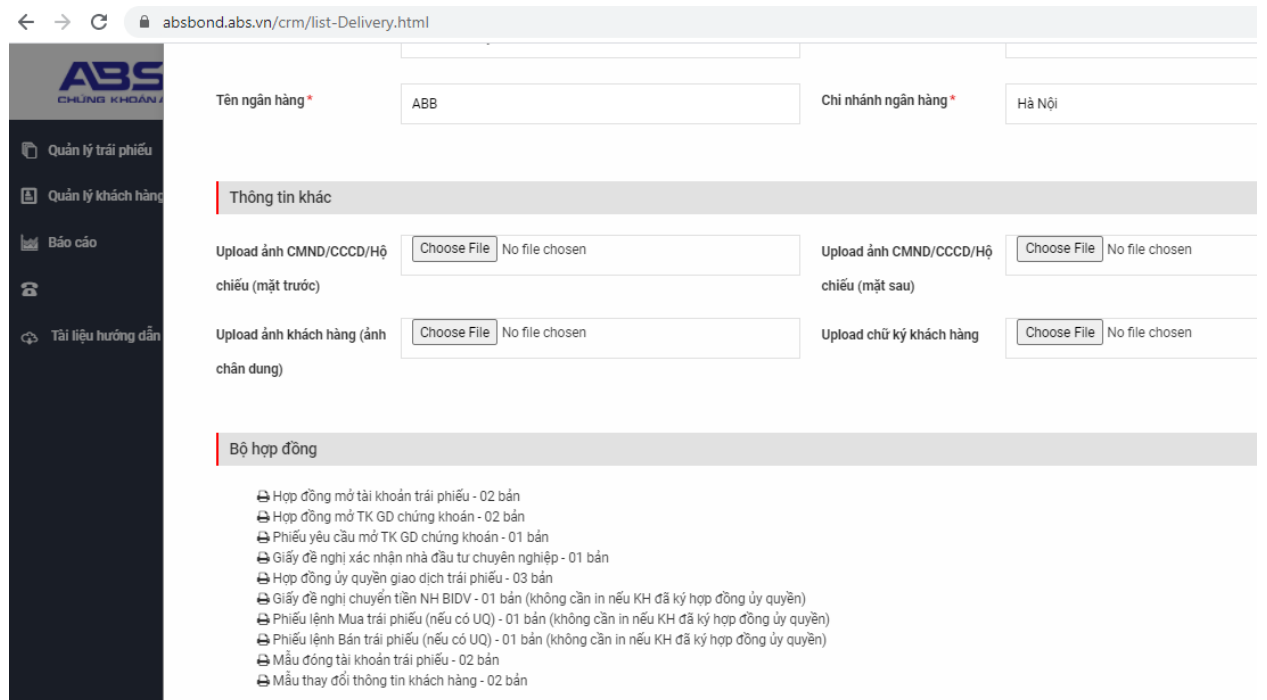 absbond.abs.vn/crm/list-Delivery.html
ABS
CHỨNG KHOÁN
Tên ngân hàng *
ABB
Chi nhánh ngân hàng *
Hà Nội
Quản lý trái phiếu
Quản lý khách hàng
Báo cáo
Tài liệu hướng dẫn
Thông tin khác
Upload ảnh CMND/CCCD/Hộ
chiếu (mặt trước)
Choose File No file chosen
Upload ảnh CMND/CCCD/Hộ
chiếu (mặt sau)
Choose File No file chosen
Upload ảnh khách hàng (ảnh
chân dung)
Choose File No file chosen
Upload chữ ký khách hàng
Choose File No file chosen
Bộ hợp đồng
Hợp đồng mở tài khoản trái phiếu - 02 bản
Hợp đồng mở TK GD chứng khoán - 02 bản
Phiếu yêu cầu mở TK GD chứng khoán - 01 bản
Giấy đề nghị xác nhận nhà đầu tư chuyên nghiệp - 01 bản
Hợp đồng ủy quyền giao dịch trái phiếu - 03 bản
Giấy đề nghị chuyển tiền NH BIDV - 01 bản (không cần in nếu KH đã ký hợp đồng ủy quyền)
Phiếu lệnh Mua trái phiếu (nếu có UQ) - 01 bản (không cần in nếu KH đã ký hợp đồng ủy quyền)
Phiếu lệnh Bán trái phiếu (nếu có UQ) - 01 bản (không cần in nếu KH đã ký hợp đồng ủy quyền)
Mẫu đóng tài khoản trái phiếu - 02 bản
Mẫu thay đổi thông tin khách hàng - 02 bản